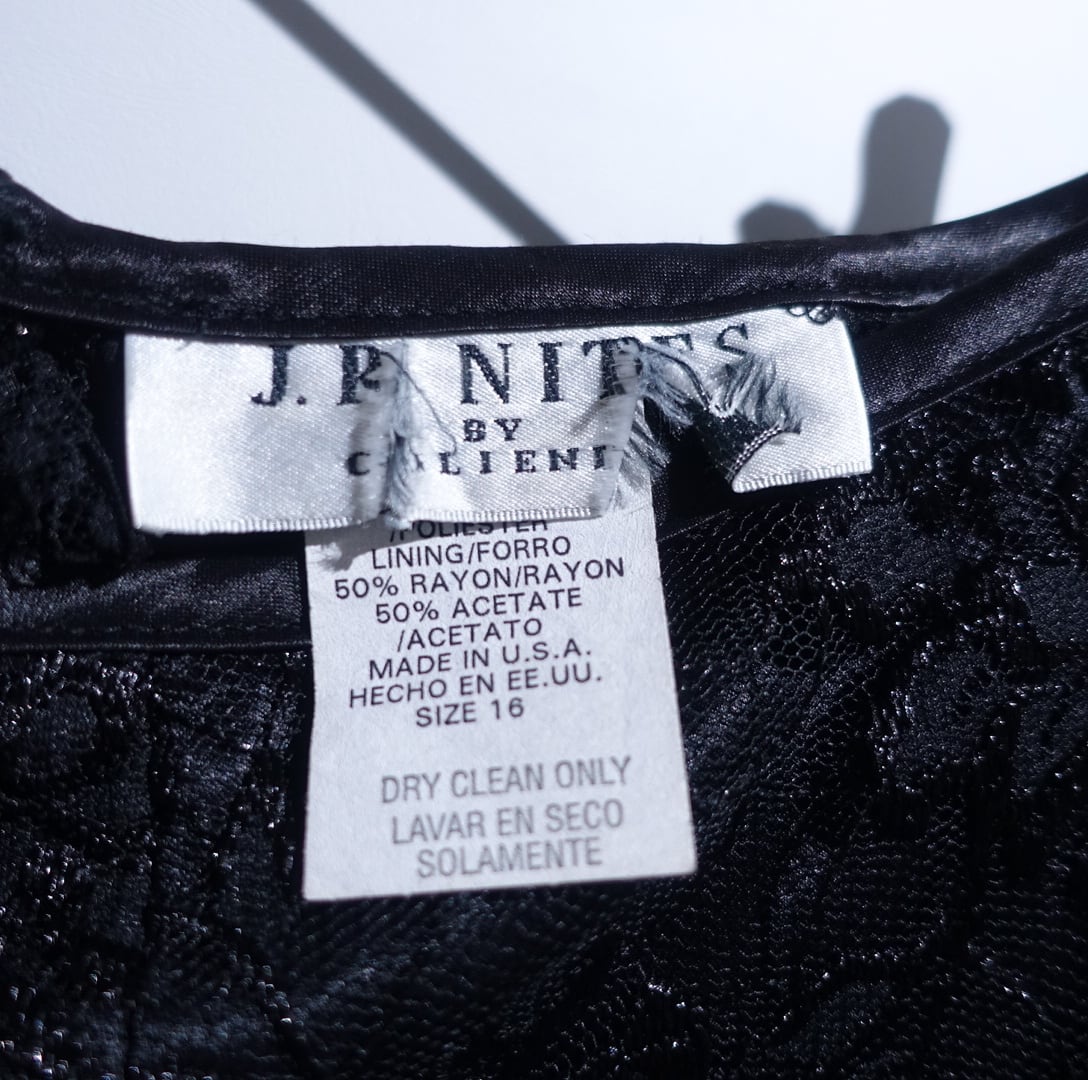 J.R. NITES
BY
/POLIESTER
LINING/FORRO
50% RAYON/RAYON
50% ACETATE
/ACETATO
MADE IN U.S.A.
HECHO EN EE.UU.
SIZE 16
DRY CLEAN ONLY
LAVAR EN SECO
SOLAMENTE